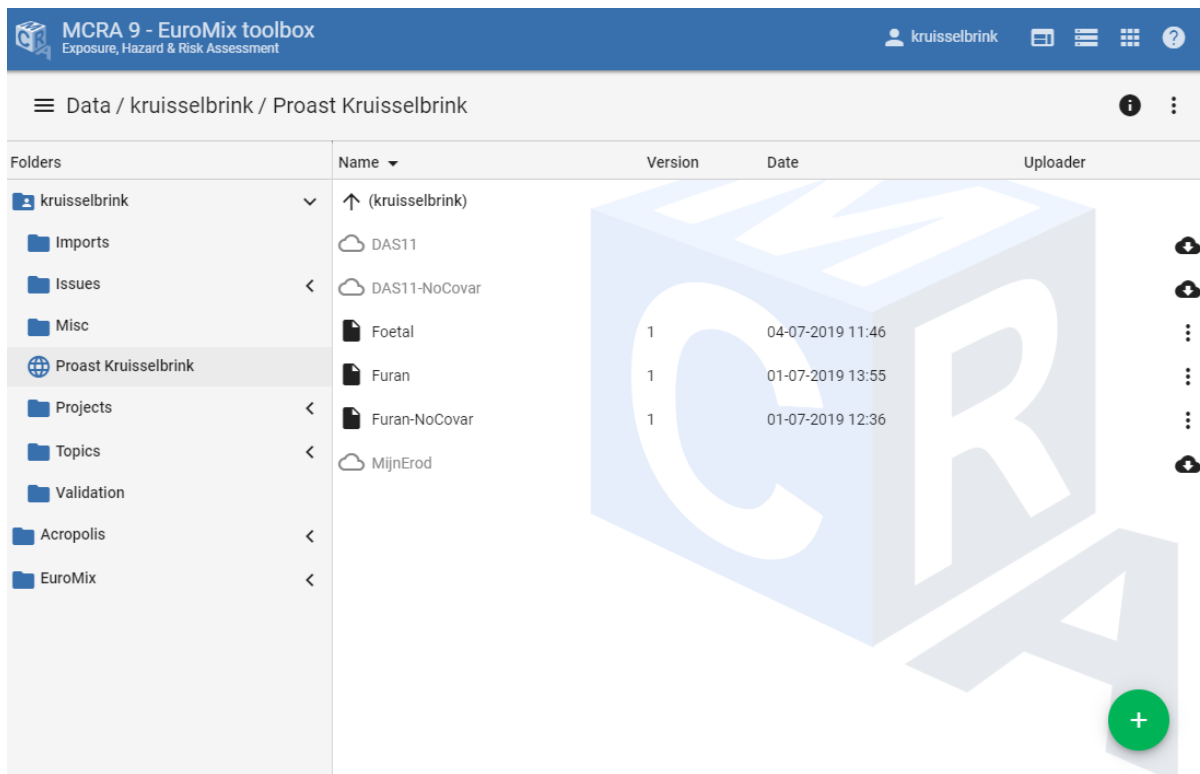 MCRA 9 - EuroMix toolbox
Exposure, Hazard & Risk Assessment
kruisselbrink
Data / kruisselbrink / Proast Kruisselbrink
Folders
Name Version Date Uploader
kruisselbrink
(kruisselbrink)
Imports
DAS11
Issues
DAS11-NoCovar
Misc
Foetal 1 04-07-2019 11:46
Proast Kruisselbrink
Furan 1 01-07-2019 13:55
Projects
Furan-NoCovar 1 01-07-2019 12:36
Topics
MijnErod
Validation
Acropolis
EuroMix
MCRA